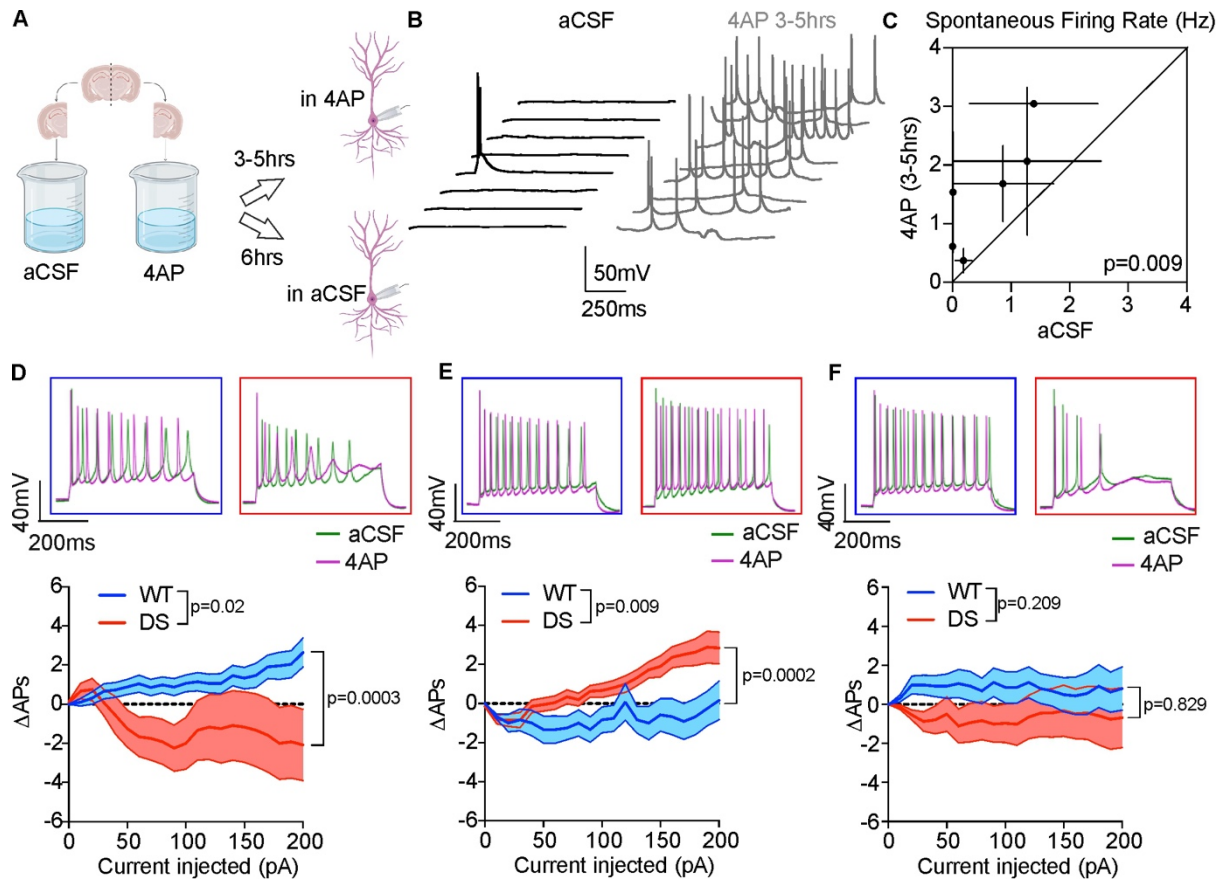 A
aCSF
4AP
3-5hrs
6hrs
in 4AP
in aCSF
B
aCSF
4AP 3-5hrs
50mV
250ms
C
Spontaneous Firing Rate (Hz)
4AP (3-5hrs)
4
3
2
1
0
0 1 2 3 4
p=0.009
aCSF
D
40mV
200ms
aCSF
4AP
WT
DS
p=0.02
p=0.0003
ΔAPs
6
4
2
0
-2
-4
-6
0 50 100 150 200
Current injected (pA)
E
40mV
200ms
aCSF
4AP
WT
DS
p=0.009
p=0.0002
ΔAPs
6
4
2
0
-2
-4
-6
0 50 100 150 200
Current injected (pA)
F
40mV
200ms
aCSF
4AP
WT
DS
p=0.209
p=0.829
ΔAPs
6
4
2
0
-2
-4
-6
0 50 100 150 200
Current injected (pA)